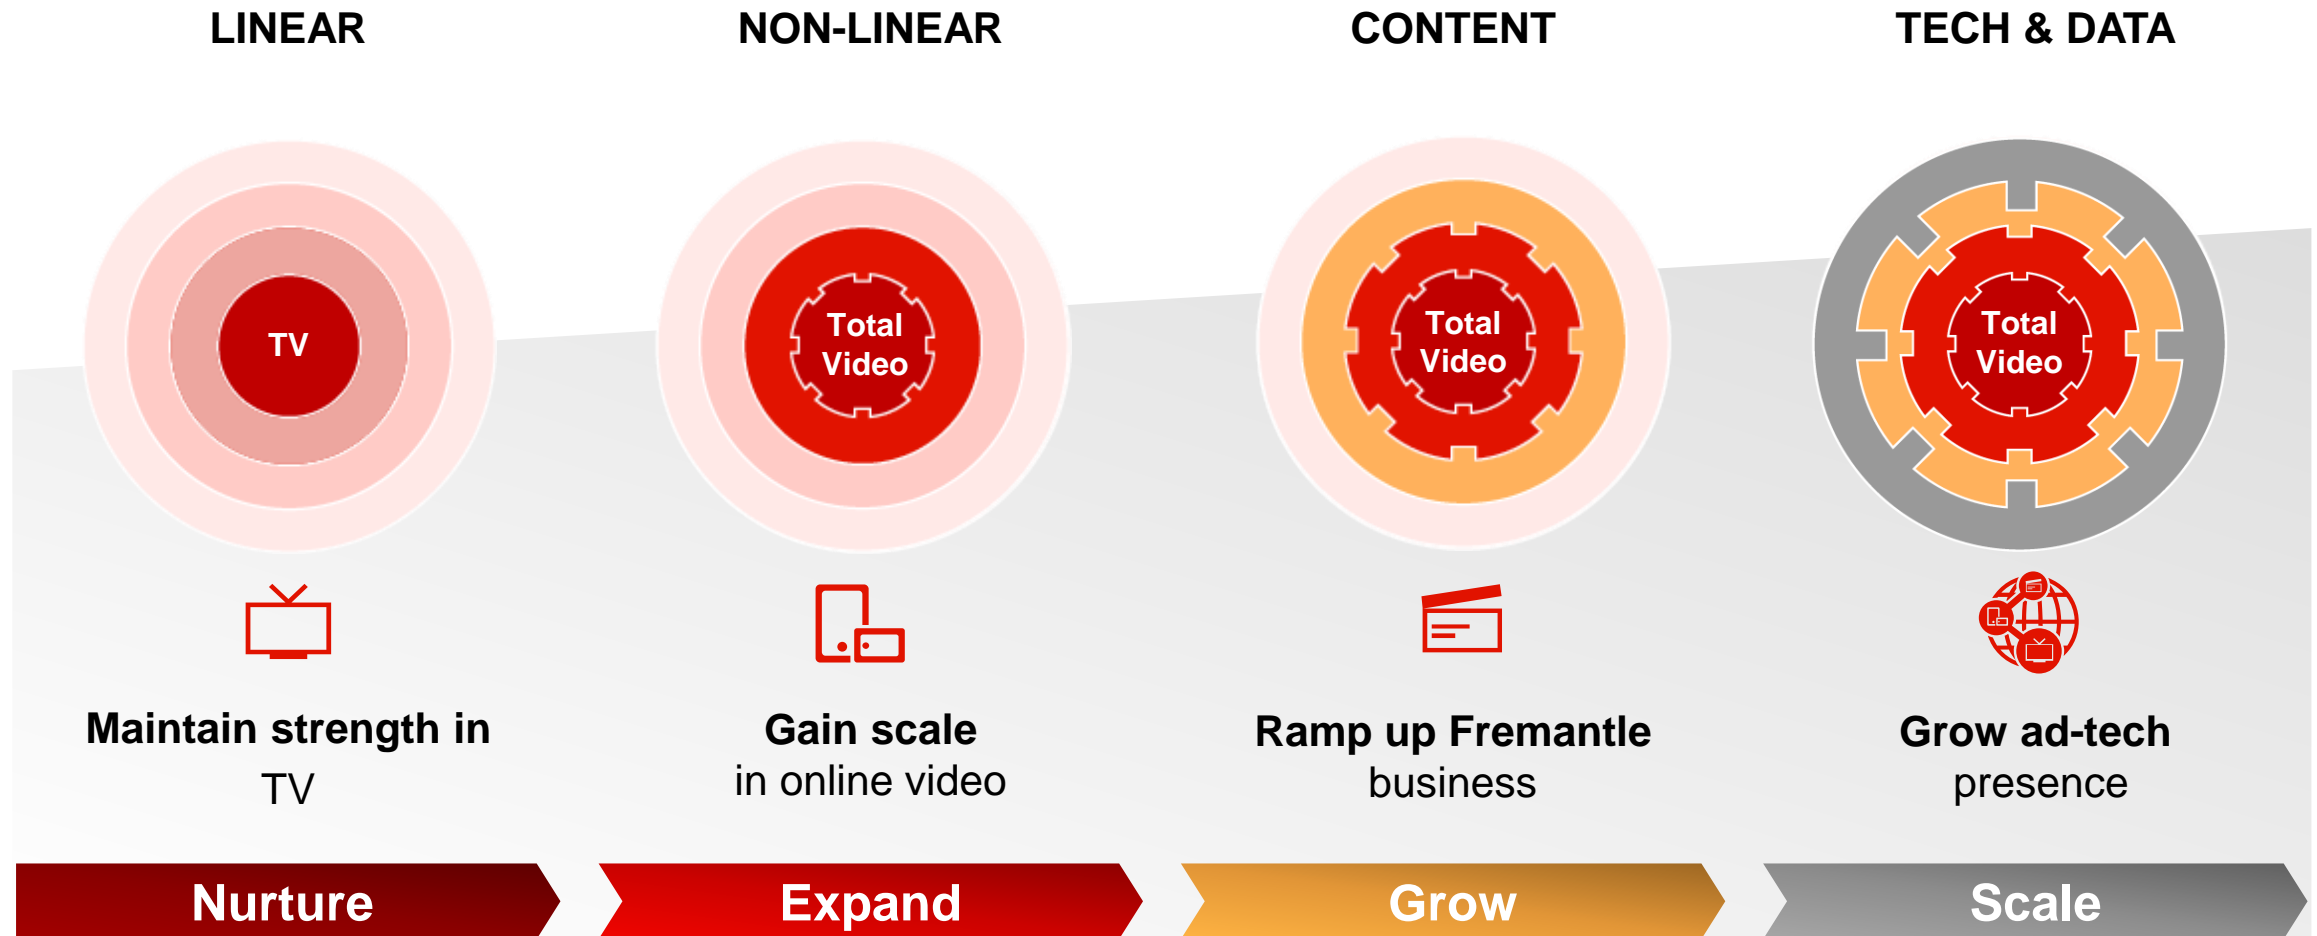 LINEAR
NON-LINEAR
CONTENT
TECH & DATA
TV
Total
Video
Total
Video
Total
Video
Maintain strength in
TV
Gain scale
in online video
Ramp up Fremantle
business
Grow ad-tech
presence
Nurture
Expand
Grow
Scale